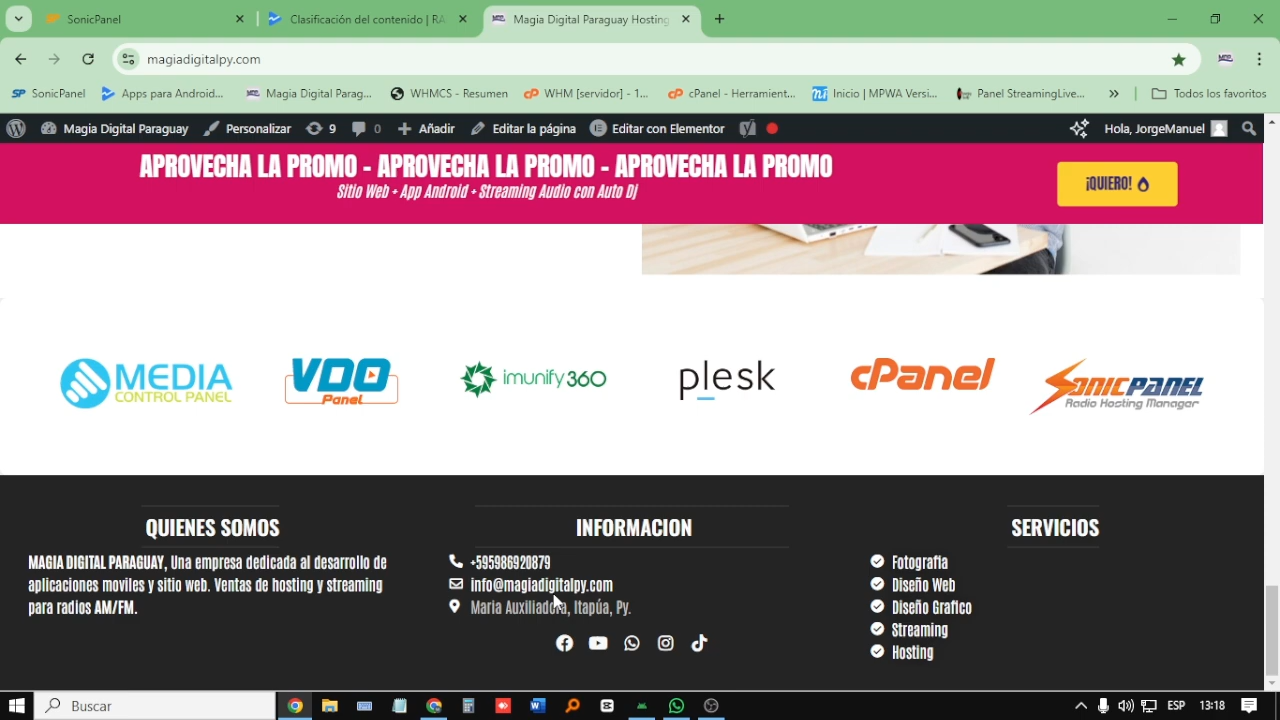 SonicPanel
Clasificación del contenido | RA
Magia Digital Paraguay Hosting
magiadigitalpy.com
SonicPanel
Apps para Android...
Magia Digital Parag...
WHMCS - Resumen
WHM [servidor] - 1...
cPanel - Herramient...
Inicio | MPWA Versi...
Panel StreamingLive...
Todos los favoritos
Magia Digital Paraguay
Personalizar
9
0
Añadir
Editar la página
Editar con Elementor
Hola, JorgeManuel
APROVECHA LA PROMO - APROVECHA LA PROMO - APROVECHA LA PROMO
Sitio Web + App Android + Streaming Audio con Auto Dj
¡QUIERO!
MEDIA
CONTROL PANEL
VDO
Panel
imunify360
plesk
cPanel
SONICPANEL
Radio Hosting Manager
QUIENES SOMOS
MAGIA DIGITAL PARAGUAY, Una empresa dedicada al desarrollo de
aplicaciones moviles y sitio web. Ventas de hosting y streaming
para radios AM/FM.
INFORMACION
+595986920879
info@magiadigitalpy.com
Maria Auxiliadora, Itapúa, Py.
SERVICIOS
Fotografía
Diseño Web
Diseño Grafico
Streaming
Hosting
Buscar
ESP
13:18